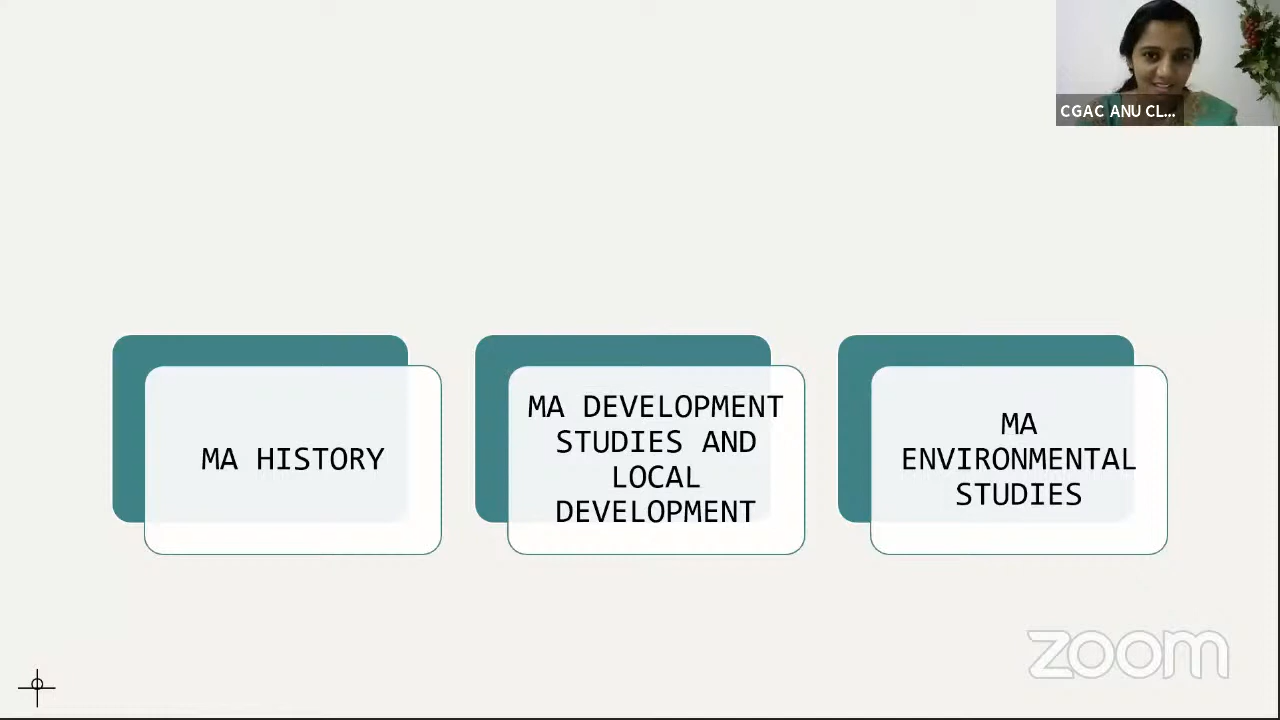 CGAC ANU CL...
MA HISTORY
MA DEVELOPMENT
STUDIES AND
LOCAL
DEVELOPMENT
MA
ENVIRONMENTAL
STUDIES
zoom